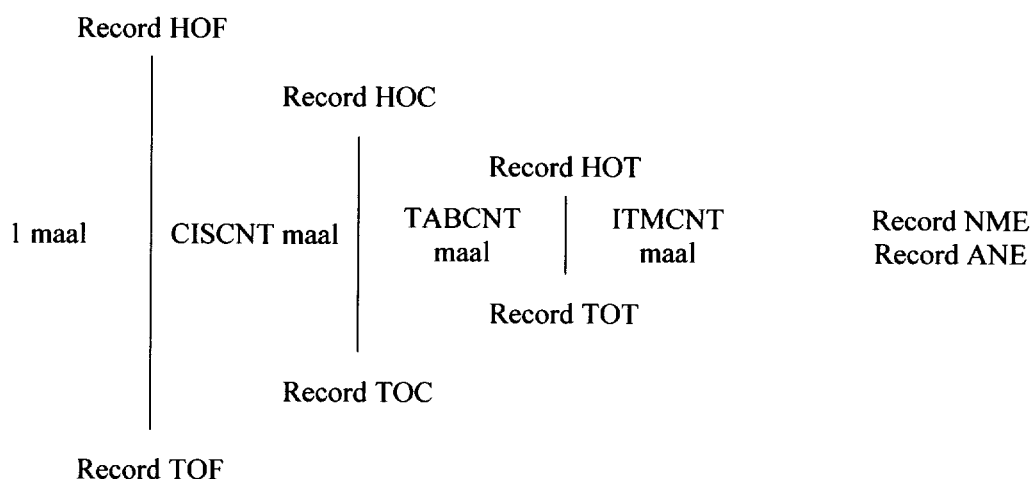 Record HOF
Record HOC
Record HOT
1 maal
CISCNT maal
TABCNT
maal
ITMCNT
maal
Record NME
Record ANE
Record TOT
Record TOC
Record TOF